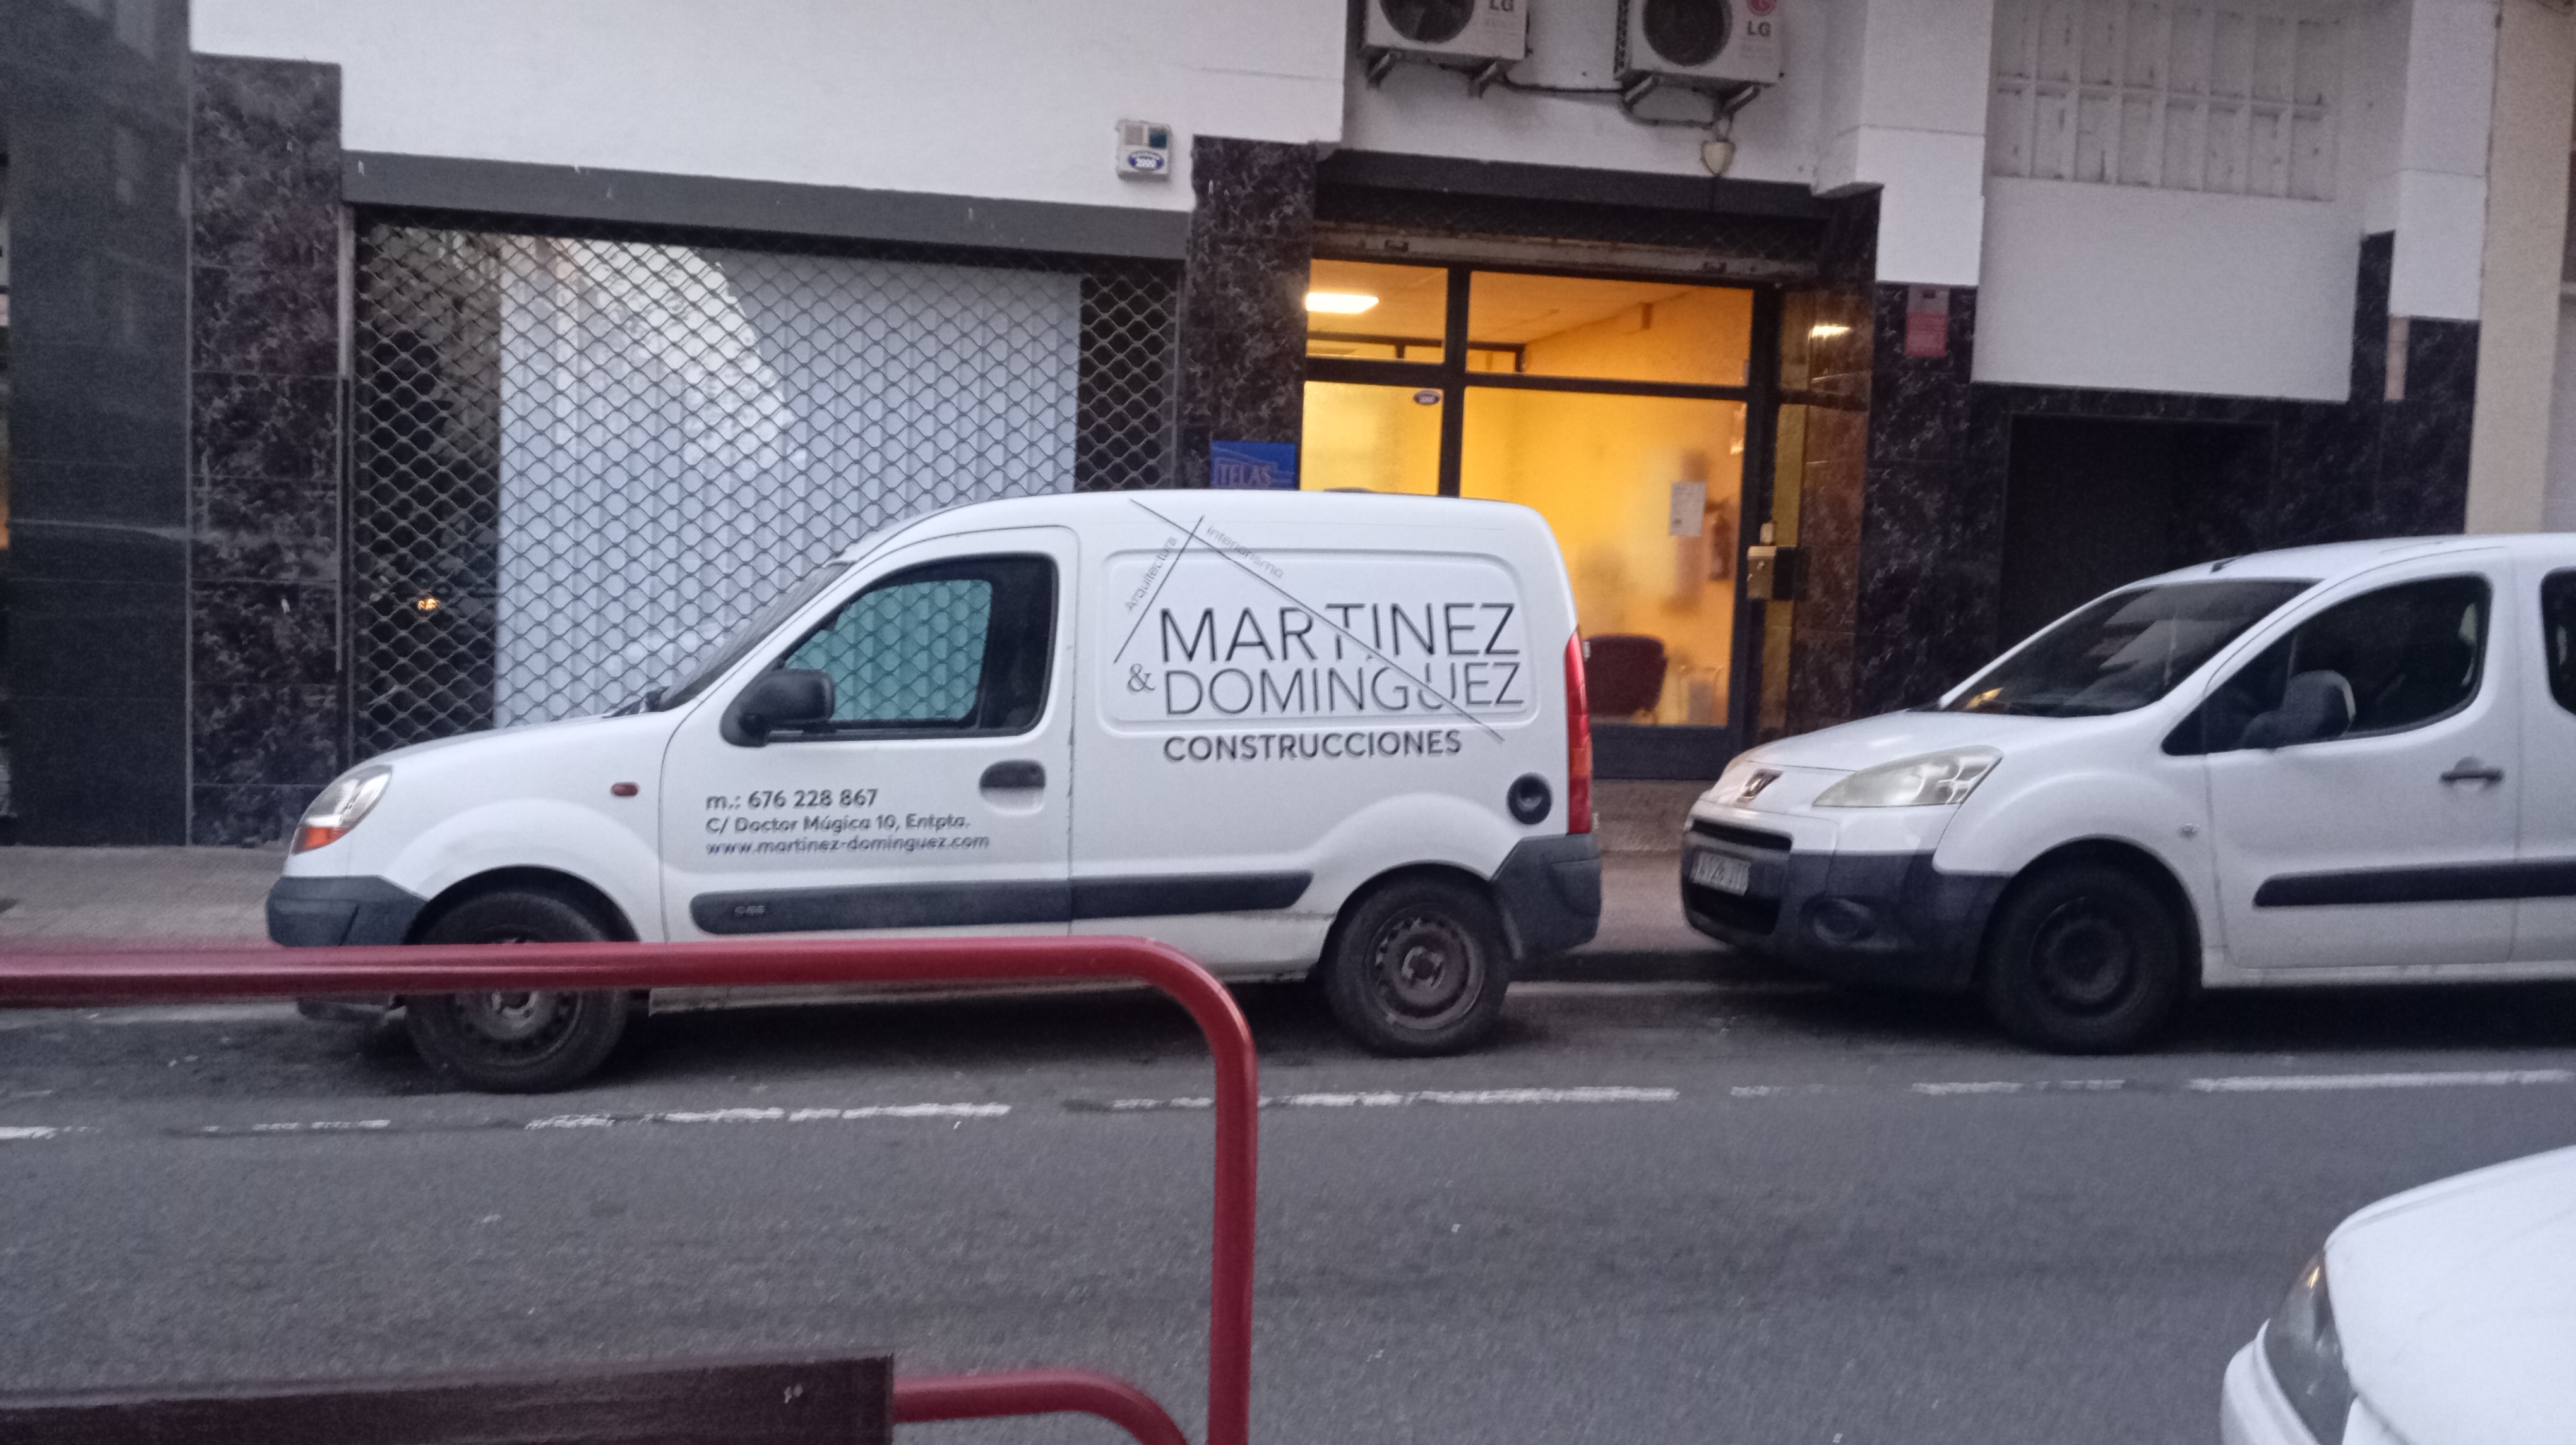 LG
LG
2000
TELAS
Arquitectura
Interiorismo
MARTINEZ
& DOMINGUEZ
CONSTRUCCIONES
m.: 676 228 867
C/ Doctor Múgica 10, Entpta.
www.martinez-dominguez.com